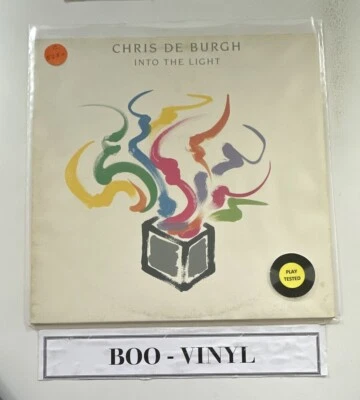 CHRIS DE BURGH
INTO THE LIGHT
PLAY
TESTED
BOO - VINYL